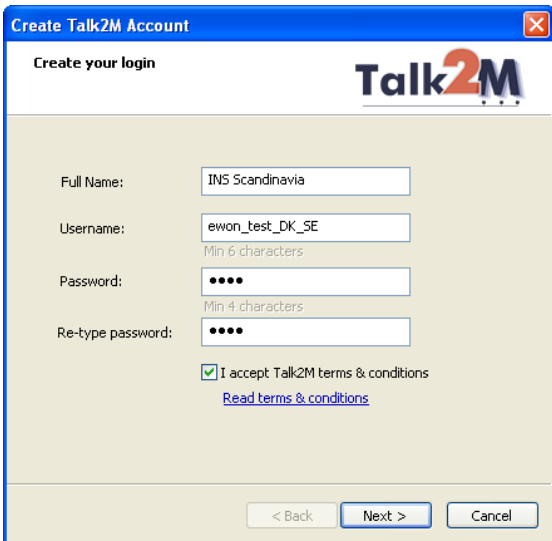 Create Talk2M Account
Create your login
Talk2M
Full Name:
INS Scandinavia
Username:
ewon_test_DK_SE
Min 6 characters
Password:
●●●●
Min 4 characters
Re-type password:
●●●●
I accept Talk2M terms & conditions
Read terms & conditions
< Back
Next >
Cancel